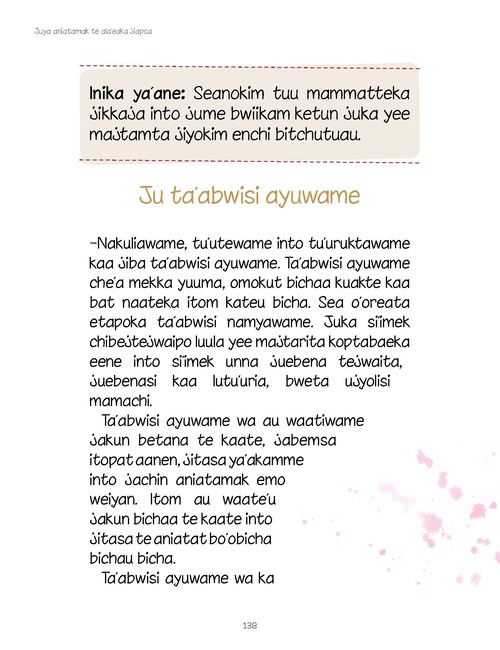 Juya aniatamak te ala'eaka jiapsa
Inika ya'ane: Seanokim tuu mammatteka
jikkaja into jume bwiikam ketun juka yee
majtamta jiyokim enchi bitchutuau.
Ju ta'abwisi ayuwame
–Nakuliawame, tu'utewame into tu'uruktawame
kaa jiba ta'abwisi ayuwame. Ta'abwisi ayuwame
che'a mekka yuuma, omokut bichaa kuakte kaa
bat naateka itom kateu bicha. Sea o'oreata
etapoka ta'abwisi namyawame. Juka si'imek
chibejtejwaipo luula yee majtarita koptabaeka
eene into si'imek unna juebena tejwaita,
juebenasi kaa lutu'uria, bweta ujyolisi
mamachi.
Ta'abwisi ayuwame wa au waatiwame
jakun betana te kaate, jabemsa
itopat aanen, jitasa ya'akamme
into jachin aniatamak emo
weiyan. Itom au waate'u
jakun bichaa te kaate into
jitasa te aniatat bo'obicha
bichau bicha.
Ta'abwisi ayuwame wa ka
138